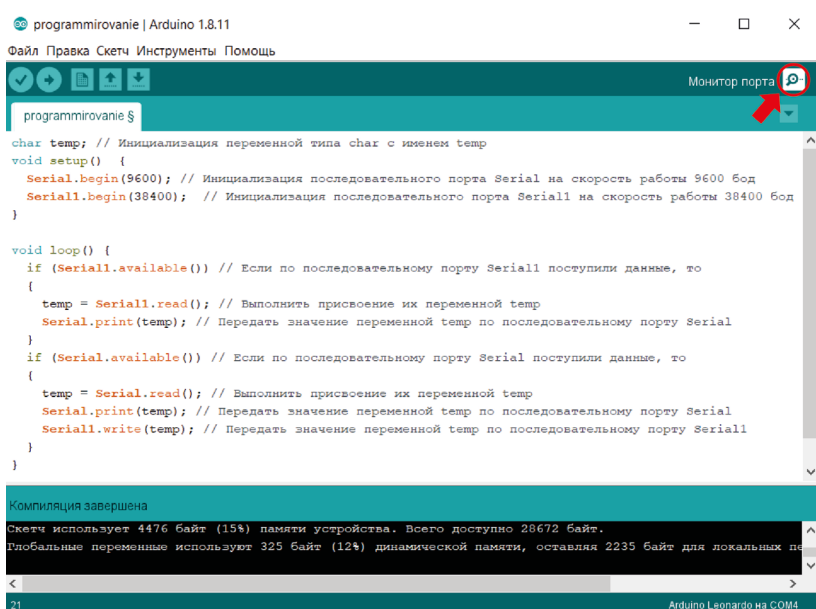 programmirovanie | Arduino 1.8.11
Файл Правка Скетч Инструменты Помощь
Монитор порта
programmirovanie §
char temp; // Инициализация переменной типа char с именем temp
void setup()  {
  Serial.begin(9600); // Инициализация последовательного порта Serial на скорость работы 9600 бод
  Serial1.begin(38400);  // Инициализация последовательного порта Serial1 на скорость работы 38400 бод
}
void loop() {
  if (Serial1.available()) // Если по последовательному порту Serial1 поступили данные, то
  {
    temp = Serial1.read(); // Выполнить присвоение их переменной temp
    Serial.print(temp); // Передать значение переменной temp по последовательному порту Serial
  }
  if (Serial.available()) // Если по последовательному порту Serial поступили данные, то
  {
    temp = Serial.read(); // Выполнить присвоение их переменной temp
    Serial.print(temp); // Передать значение переменной temp по последовательному порту Serial
    Serial1.write(temp); // Передать значение переменной temp по последовательному порту Serial1
  }
}
Компиляция завершена
Скетч использует 4476 байт (15%) памяти устройства. Всего доступно 28672 байт.
Глобальные переменные используют 325 байт (12%) динамической памяти, оставляя 2235 байт для локальных пе
21
Arduino Leonardo на COM4